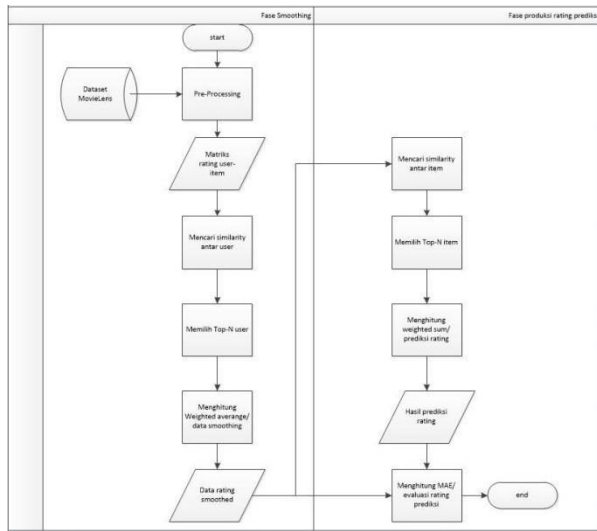 Fase Smoothing
Fase produksi rating prediksi
start
Dataset
MovieLens
Pre-Processing
Matriks
rating user-
item
Mencari similarity
antar user
Memilih Top-N user
Menghitung
Weighted averange/
data smoothing
Data rating
smoothed
Mencari similarity
antar item
Memilih Top-N item
Menghitung
weighted sum/
prediksi rating
Hasil prediksi
rating
Menghitung MAE/
evaluasi rating
prediksi
end